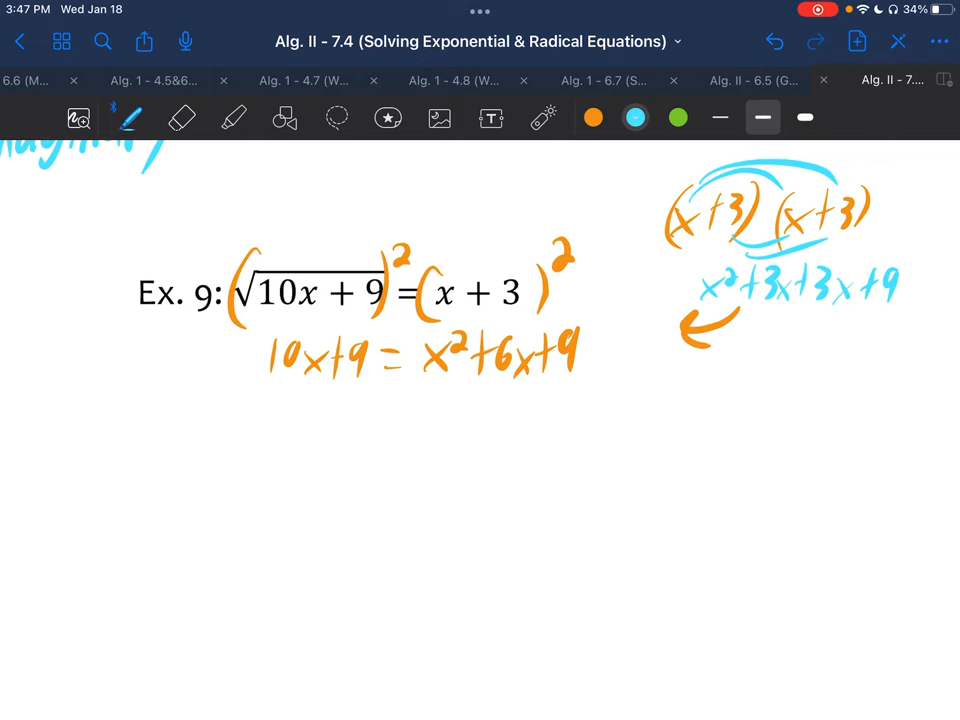 3:47 PM Wed Jan 18
34%
Alg. II - 7.4 (Solving Exponential & Radical Equations)
6.6 (M... Alg. 1 - 4.5&6... Alg. 1 - 4.7 (W... Alg. 1 - 4.8 (W... Alg. 1 - 6.7 (S... Alg. II - 6.5 (G... Alg. II - 7....
T
(x+3)(x+3)
x²+3x+3x+9
Ex. 9: (√(10x + 9))² = (x + 3)²
10x+9 = x²+6x+9